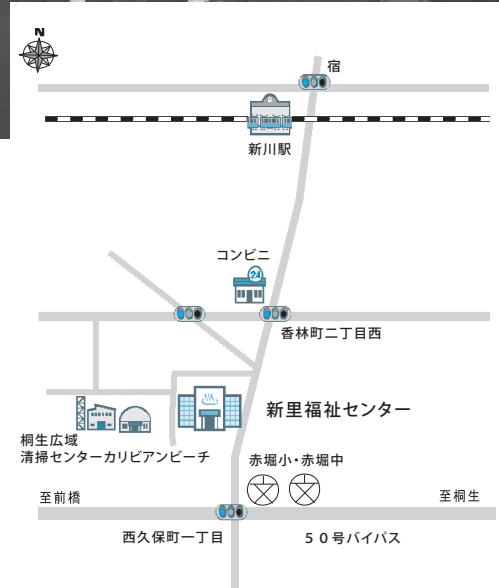 N
宿
新川駅
コンビニ
24
香林町二丁目西
新里福祉センター
桐生広域
清掃センターカリビアンビーチ
赤堀小・赤堀中
至前橋
至桐生
西久保町一丁目
５０号バイパス